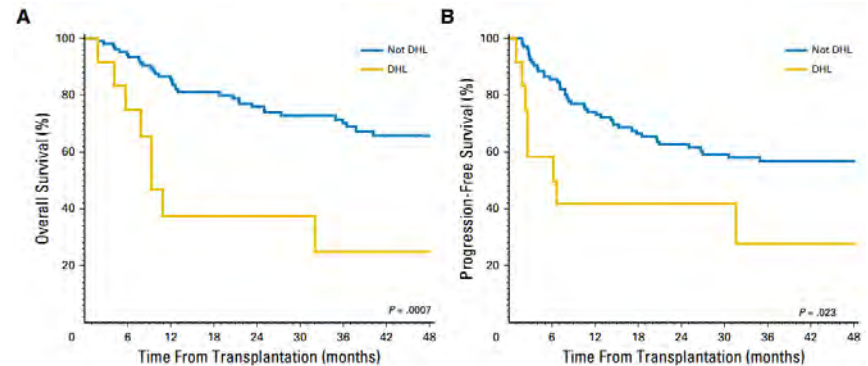 A
Overall Survival (%)
100
80
60
40
20
0
Not DHL
DHL
P = .0007
6 12 18 24 30 36 42 48
Time From Transplantation (months)
B
Progression-Free Survival (%)
100
80
60
40
20
0
Not DHL
DHL
P = .023
6 12 18 24 30 36 42 48
Time From Transplantation (months)